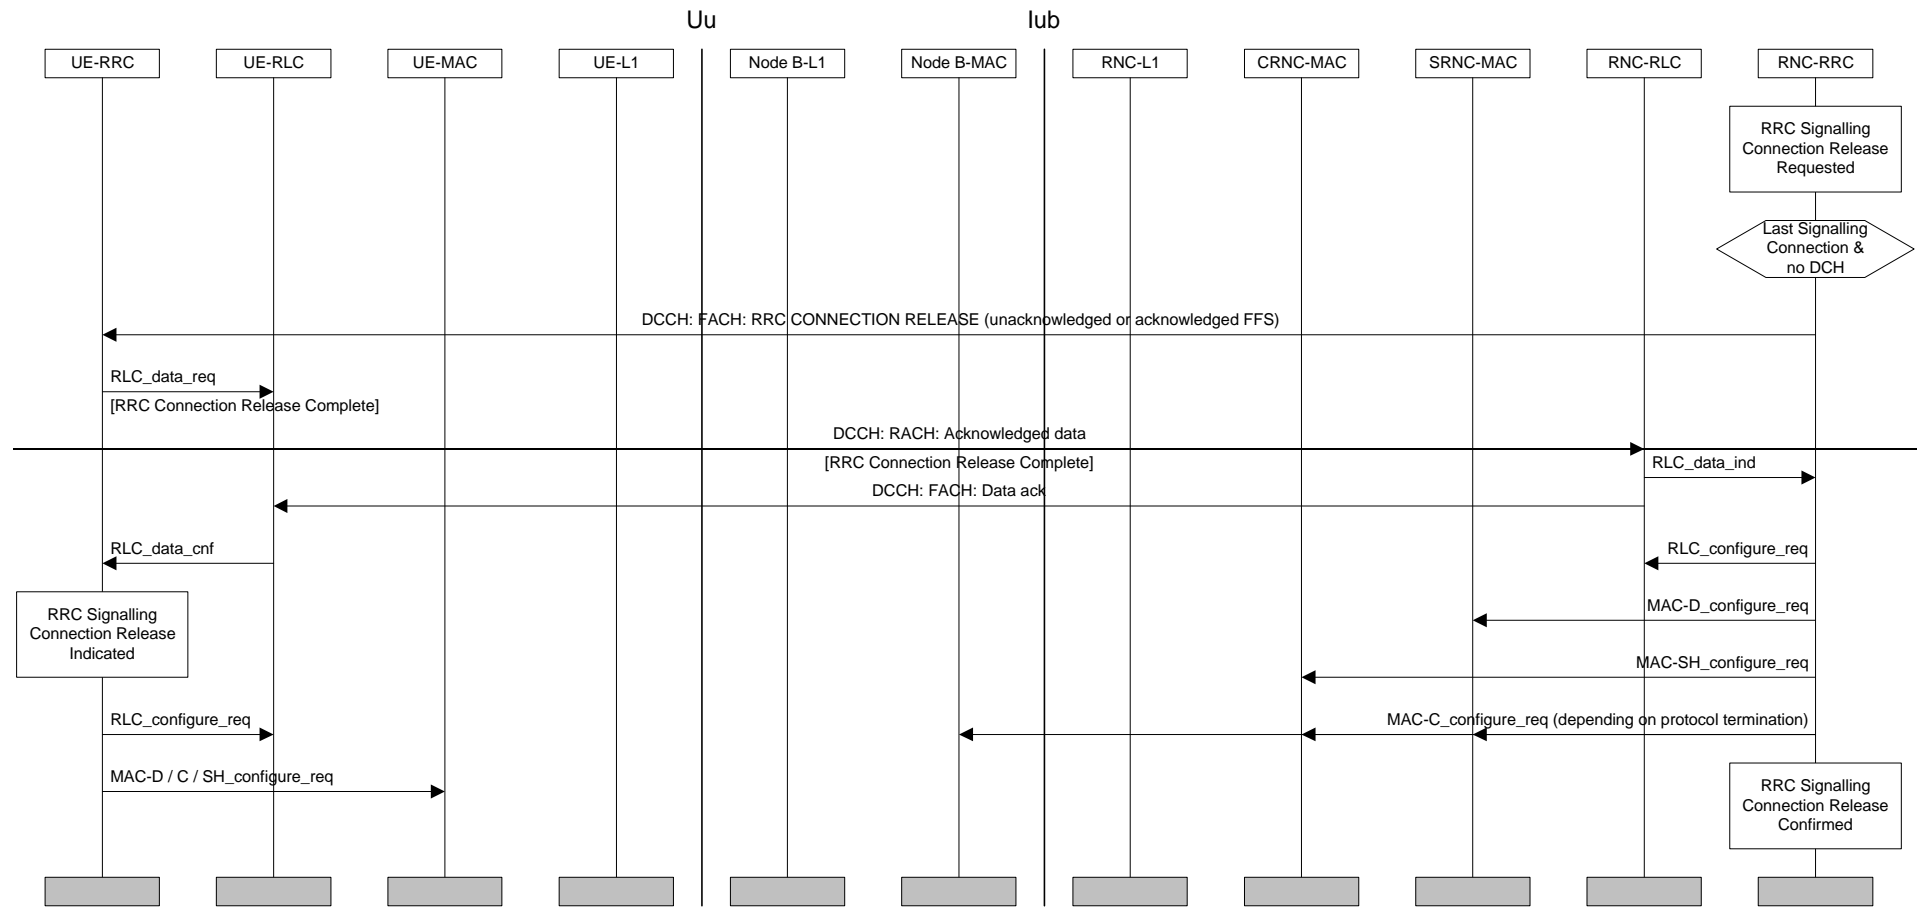 Uu
Iub
UE-RRC
UE-RLC
UE-MAC
UE-L1
Node B-L1
Node B-MAC
RNC-L1
CRNC-MAC
SRNC-MAC
RNC-RLC
RNC-RRC
RRC Signalling
Connection Release
Requested
Last Signalling
Connection &
no DCH
DCCH: FACH: RRC CONNECTION RELEASE (unacknowledged or acknowledged FFS)
RLC_data_req
[RRC Connection Release Complete]
DCCH: RACH: Acknowledged data
[RRC Connection Release Complete]
RLC_data_ind
DCCH: FACH: Data ack
RLC_data_cnf
RLC_configure_req
RRC Signalling
Connection Release
Indicated
MAC-D_configure_req
MAC-SH_configure_req
RLC_configure_req
MAC-C_configure_req (depending on protocol termination)
MAC-D / C / SH_configure_req
RRC Signalling
Connection Release
Confirmed